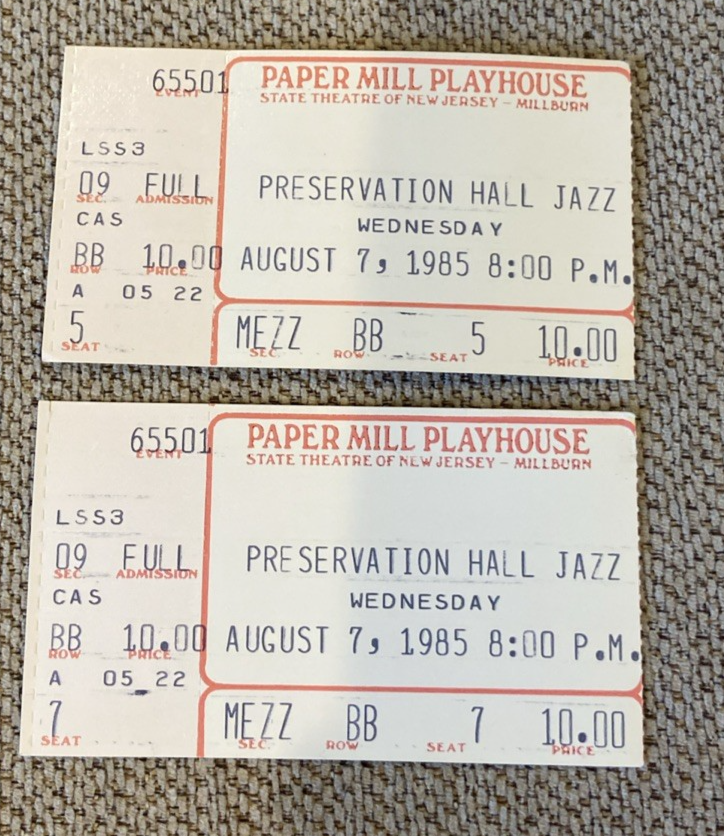 65501
EVENT
LSS3
09 FULL
SEC. ADMISSION
CAS
BB 10.00
ROW PRICE
A 05 22
5
SEAT
PAPER MILL PLAYHOUSE
STATE THEATRE OF NEW JERSEY – MILLBURN
PRESERVATION HALL JAZZ
WEDNESDAY
AUGUST 7, 1985 8:00 P.M.
MEZZ BB 5 10.00
SEC. ROW SEAT PRICE
65501
EVENT
LSS3
09 FULL
SEC. ADMISSION
CAS
BB 10.00
ROW PRICE
A 05 22
7
SEAT
PAPER MILL PLAYHOUSE
STATE THEATRE OF NEW JERSEY – MILLBURN
PRESERVATION HALL JAZZ
WEDNESDAY
AUGUST 7, 1985 8:00 P.M.
MEZZ BB 7 10.00
SEC. ROW SEAT PRICE